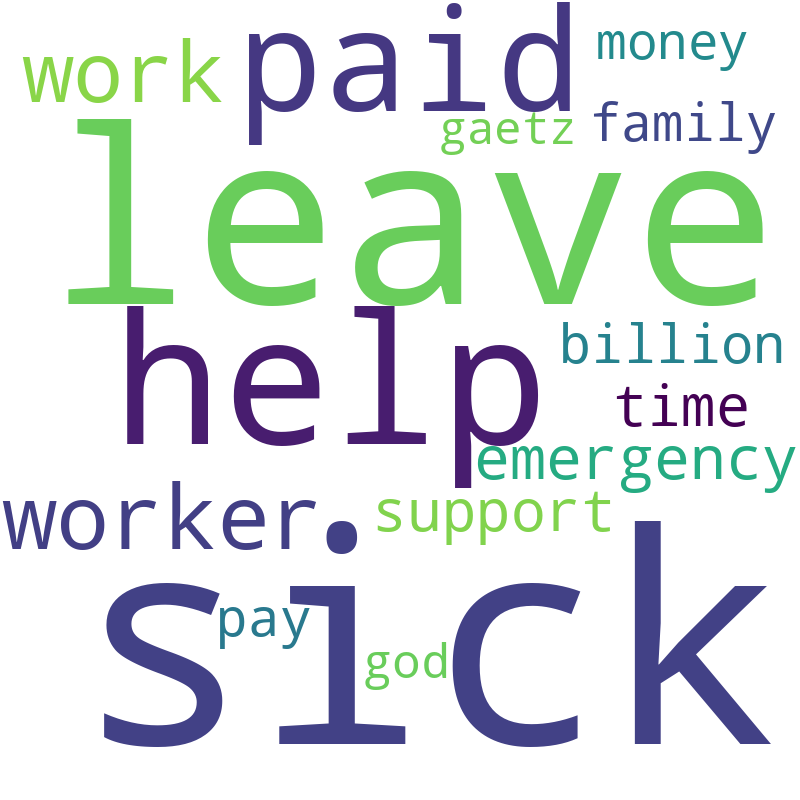 paid
work
money
gaetz
family
leave
help
billion
time
emergency
worker
support
sick
pay
god